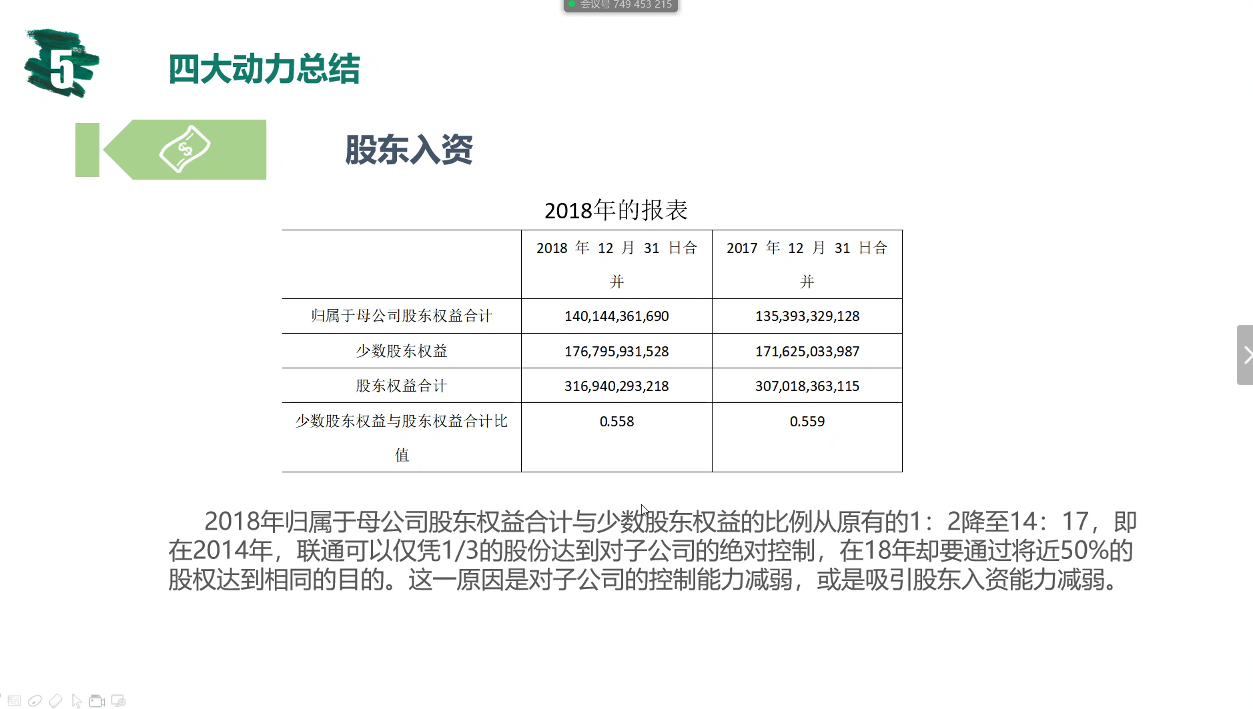 会议号 749 453 215
5
四大动力总结
股东入资
2018年的报表
2018 年 12 月 31 日合并
2017 年 12 月 31 日合并
归属于母公司股东权益合计 140,144,361,690 135,393,329,128
少数股东权益 176,795,931,528 171,625,033,987
股东权益合计 316,940,293,218 307,018,363,115
少数股东权益与股东权益合计比值 0.558 0.559
2018年归属于母公司股东权益合计与少数股东权益的比例从原有的1：2降至14：17，即
在2014年，联通可以仅凭1/3的股份达到对子公司的绝对控制，在18年却要通过将近50%的
股权达到相同的目的。这一原因是对子公司的控制能力减弱，或是吸引股东入资能力减弱。